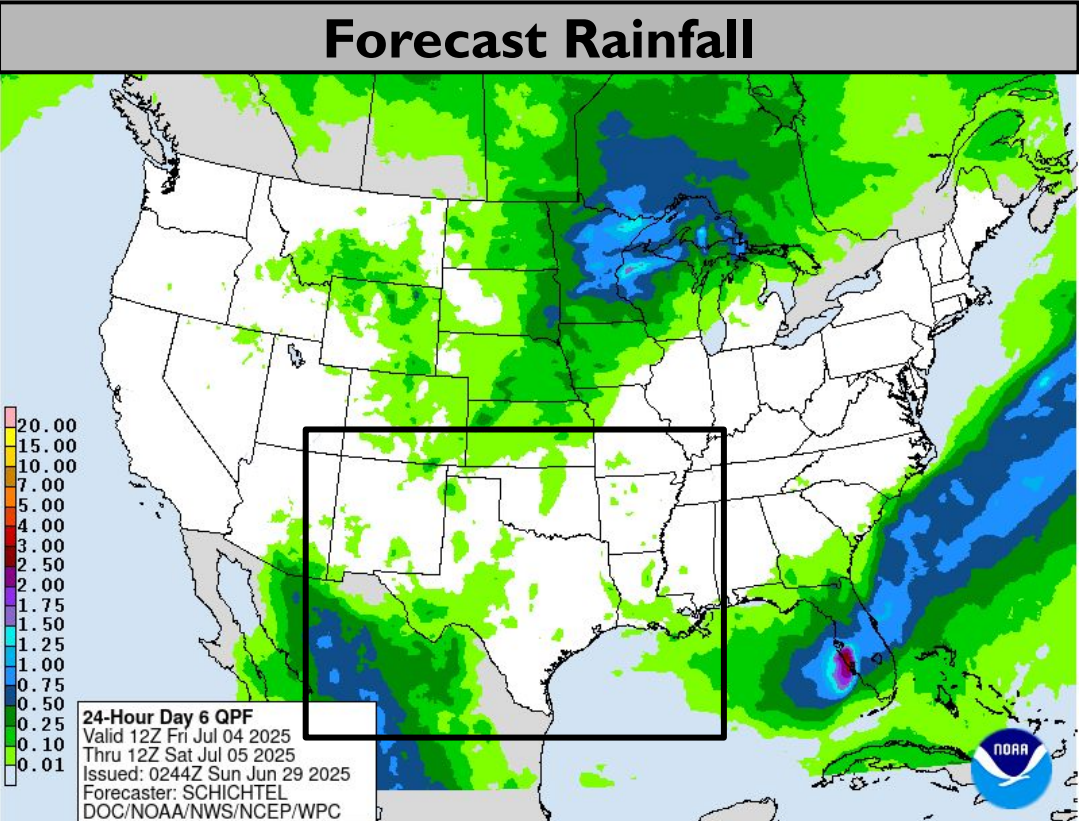 Forecast Rainfall
20.00
15.00
10.00
7.00
5.00
4.00
3.00
2.50
2.00
1.75
1.50
1.25
1.00
0.75
0.50
0.25
0.10
0.01
24-Hour Day 6 QPF
Valid 12Z Fri Jul 04 2025
Thru 12Z Sat Jul 05 2025
Issued: 0244Z Sun Jun 29 2025
Forecaster: SCHICHTEL
DOC/NOAA/NWS/NCEP/WPC
NOAA